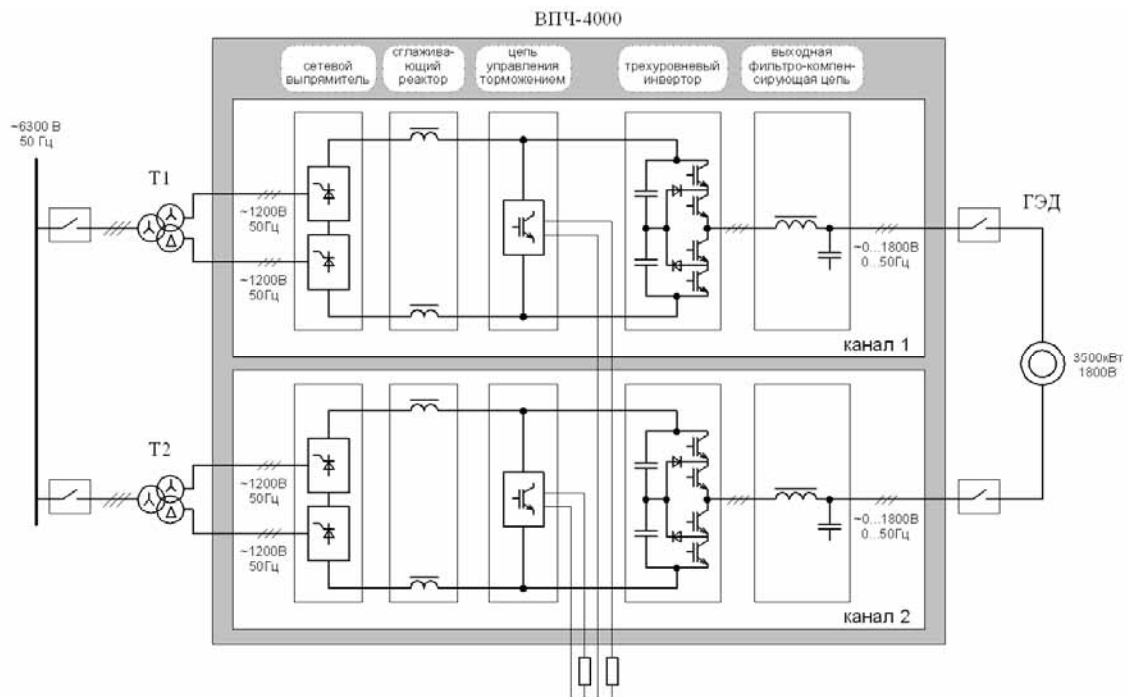 ВПЧ-4000
сетевой
выпрямитель
сглажива-
ющий
реактор
цепь
управления
торможением
трехуровневый
инвертор
выходная
фильтро-компен-
сирующая цепь
~6300 В
50 Гц
Т1
~1200В
50Гц
~1200В
50Гц
~0...1800В
0...50Гц
ГЭД
канал 1
3500кВт
1800В
Т2
~1200В
50Гц
~1200В
50Гц
~0...1800В
0...50Гц
канал 2